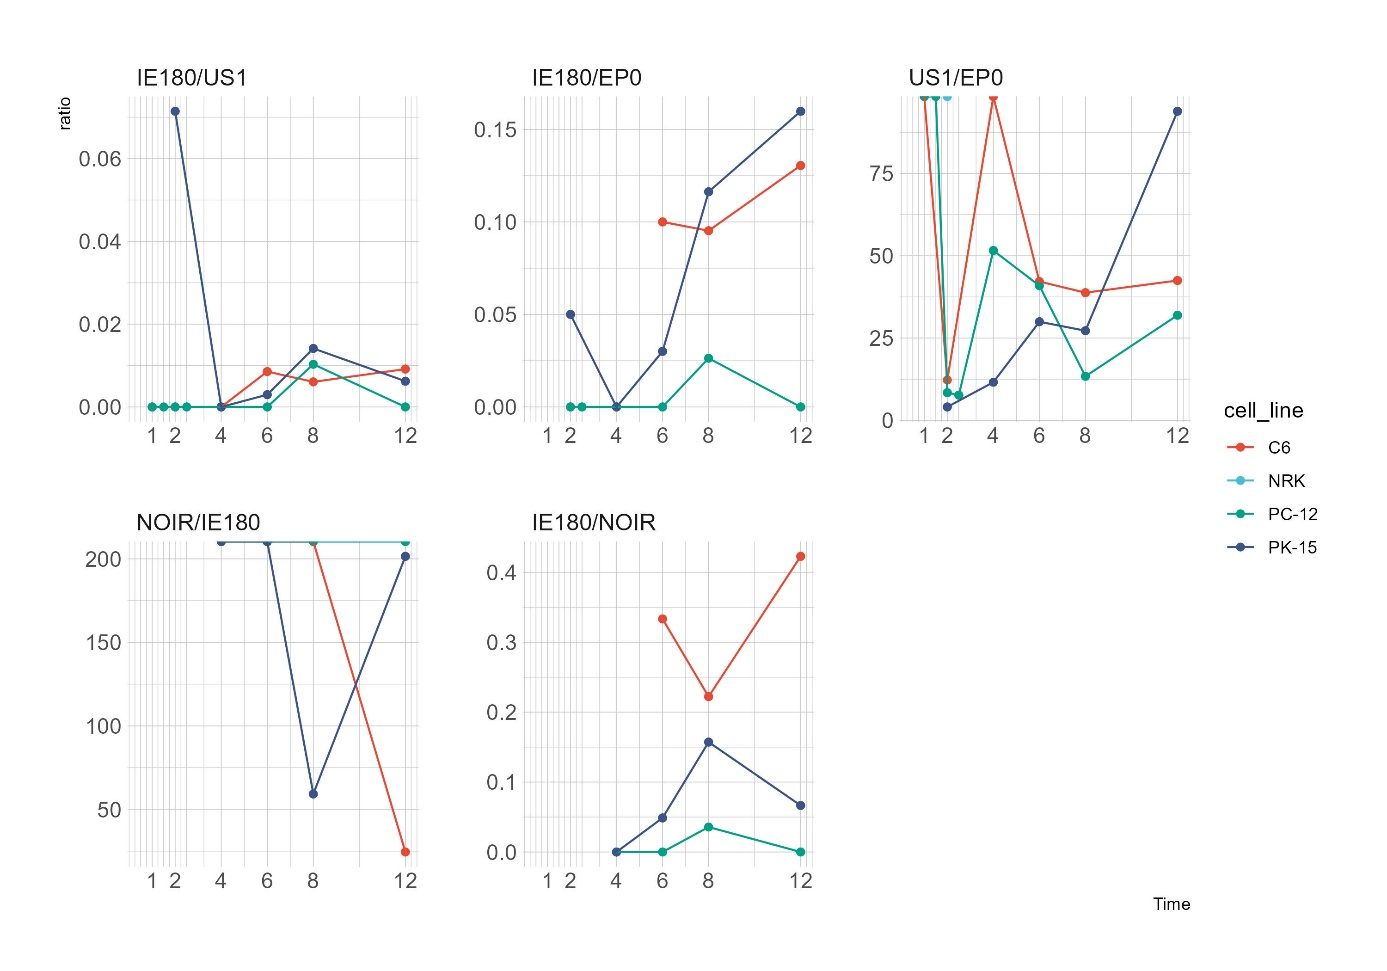 IE180/US1
IE180/EP0
US1/EP0
ratio
0.06
0.04
0.02
0.00
1 2 4 6 8 12
0.15
0.10
0.05
0.00
1 2 4 6 8 12
75
50
25
0
1 2 4 6 8 12
cell_line
C6
NRK
PC-12
PK-15
NOIR/IE180
IE180/NOIR
200
150
100
50
1 2 4 6 8 12
0.4
0.3
0.2
0.1
0.0
1 2 4 6 8 12
Time